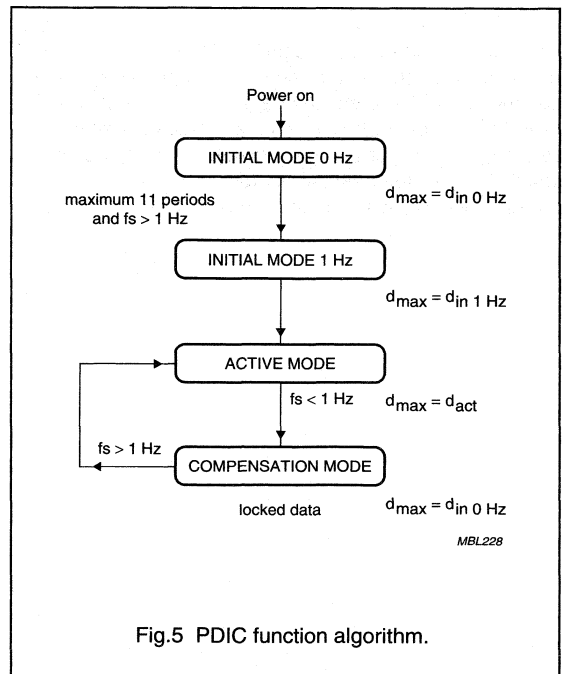 Power on
INITIAL MODE 0 Hz
maximum 11 periods
and fs > 1 Hz
dmax = din 0 Hz
INITIAL MODE 1 Hz
dmax = din 1 Hz
ACTIVE MODE
fs < 1 Hz
dmax = dact
fs > 1 Hz
COMPENSATION MODE
locked data
dmax = din 0 Hz
MBL228
Fig.5 PDIC function algorithm.